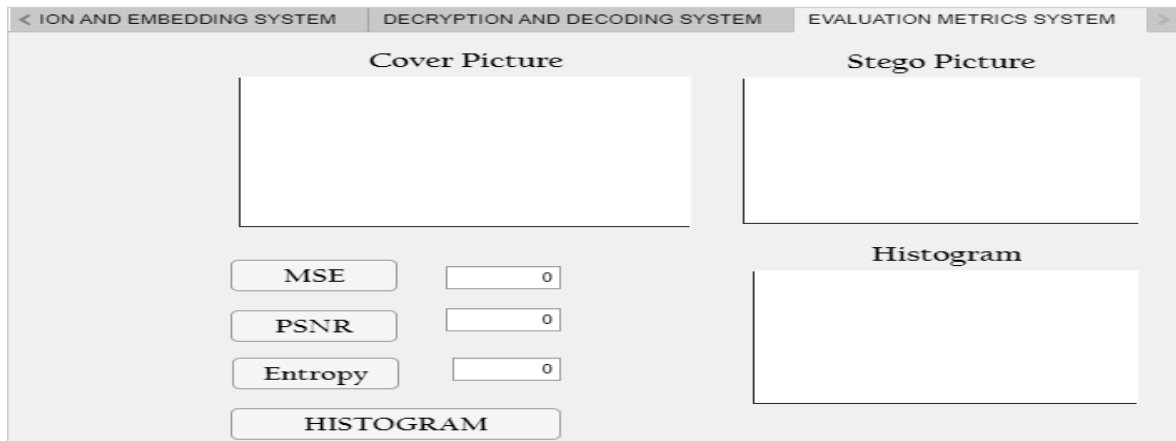 < ION AND EMBEDDING SYSTEM DECRYPTION AND DECODING SYSTEM EVALUATION METRICS SYSTEM >
Cover Picture Stego Picture
Histogram
MSE 0
PSNR 0
Entropy 0
HISTOGRAM